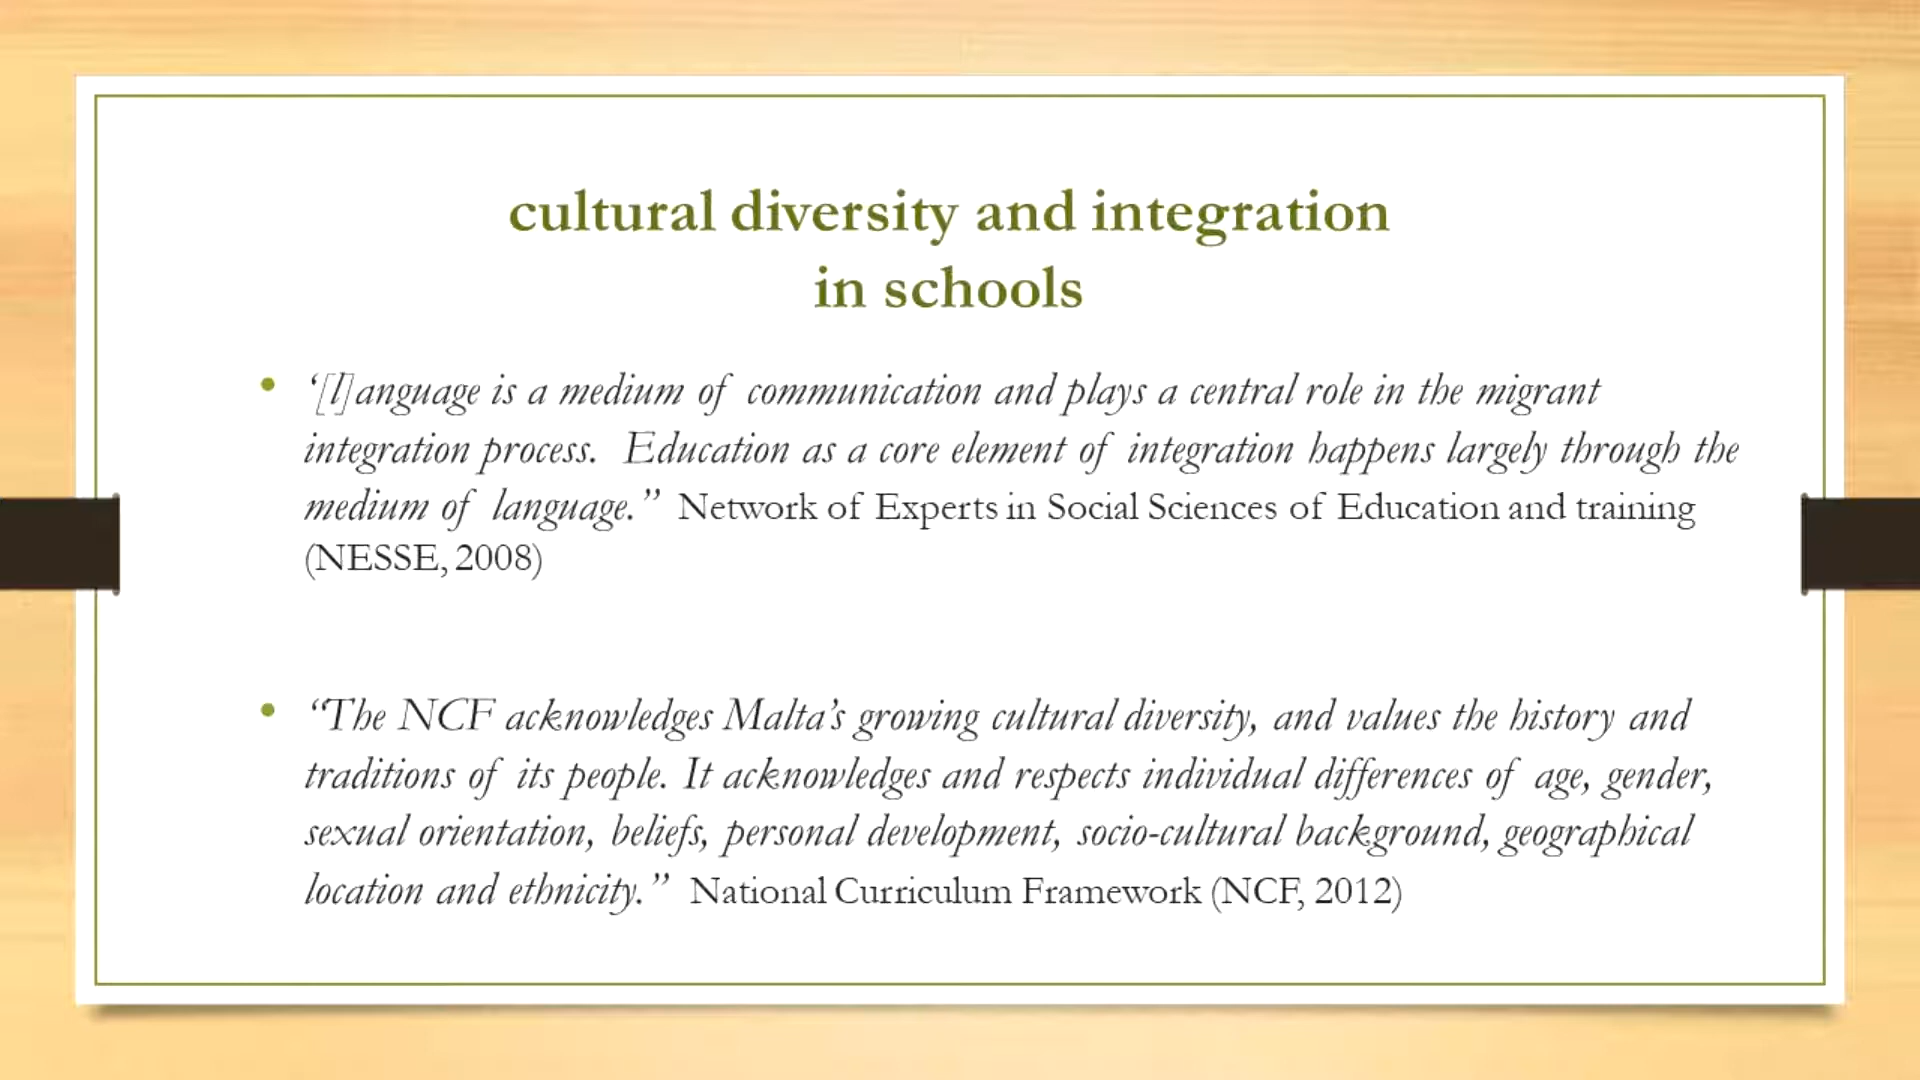 cultural diversity and integration
in schools
• ‘[l]anguage is a medium of communication and plays a central role in the migrant
integration process. Education as a core element of integration happens largely through the
medium of language.” Network of Experts in Social Sciences of Education and training
(NESSE, 2008)
• “The NCF acknowledges Malta’s growing cultural diversity, and values the history and
traditions of its people. It acknowledges and respects individual differences of age, gender,
sexual orientation, beliefs, personal development, socio-cultural background, geographical
location and ethnicity.” National Curriculum Framework (NCF, 2012)